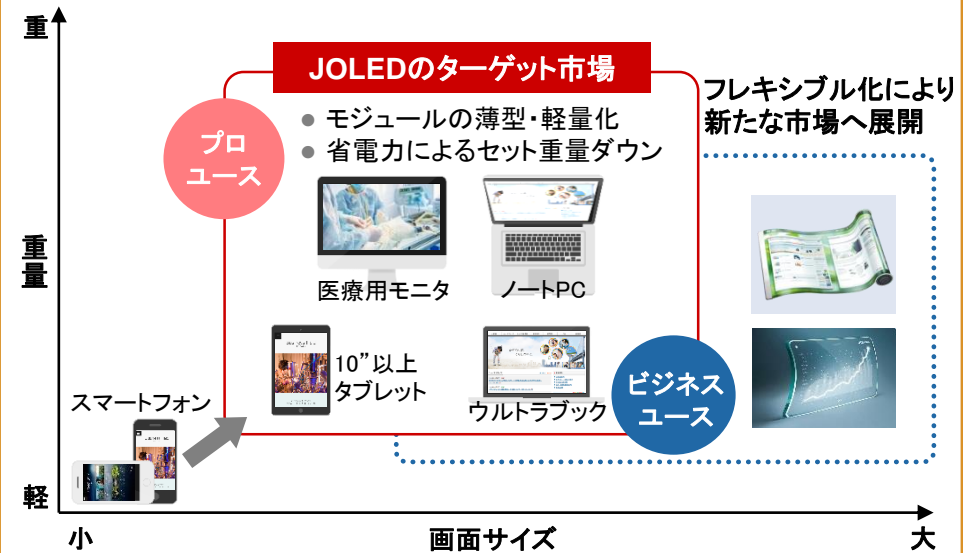 重
JOLEDのターゲット市場
フレキシブル化により
新たな市場へ展開
プロ
ユース
● モジュールの薄型・軽量化
● 省電力によるセット重量ダウン
重量
医療用モニタ
ノートPC
10”以上
タブレット
ウルトラブック
ビジネス
ユース
スマートフォン
軽
小
画面サイズ
大